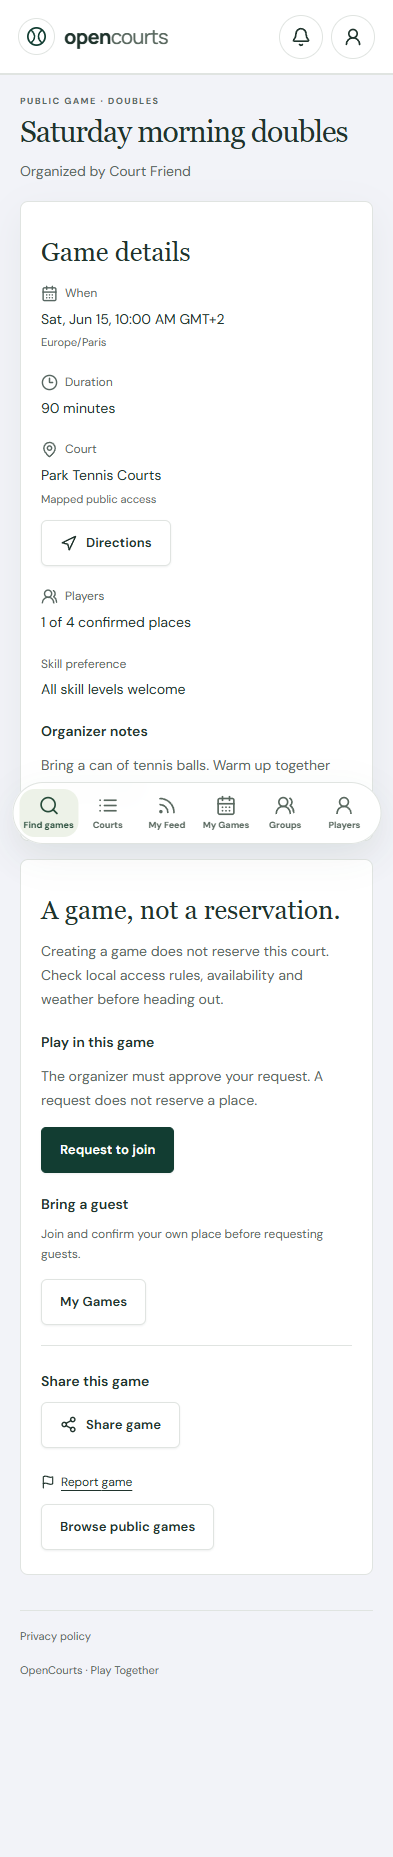 opencourts
PUBLIC GAME · DOUBLES
Saturday morning doubles
Organized by Court Friend
Game details
When
Sat, Jun 15, 10:00 AM GMT+2
Europe/Paris
Duration
90 minutes
Court
Park Tennis Courts
Mapped public access
Directions
Players
1 of 4 confirmed places
Skill preference
All skill levels welcome
Organizer notes
Bring a can of tennis balls. Warm up together
Find games
Courts
My Feed
My Games
Groups
Players
A game, not a reservation.
Creating a game does not reserve this court.
Check local access rules, availability and
weather before heading out.
Play in this game
The organizer must approve your request. A
request does not reserve a place.
Request to join
Bring a guest
Join and confirm your own place before requesting
guests.
My Games
Share this game
Share game
Report game
Browse public games
Privacy policy
OpenCourts · Play Together